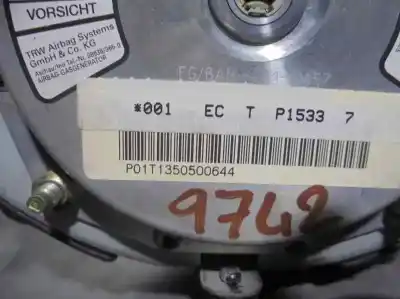 VORSICHT
TRW Airbag Systems
GmbH & Co. KG
AIRBAG-GASGENERATOR
*001 EC T P1533 7
P01T1350500644
9742